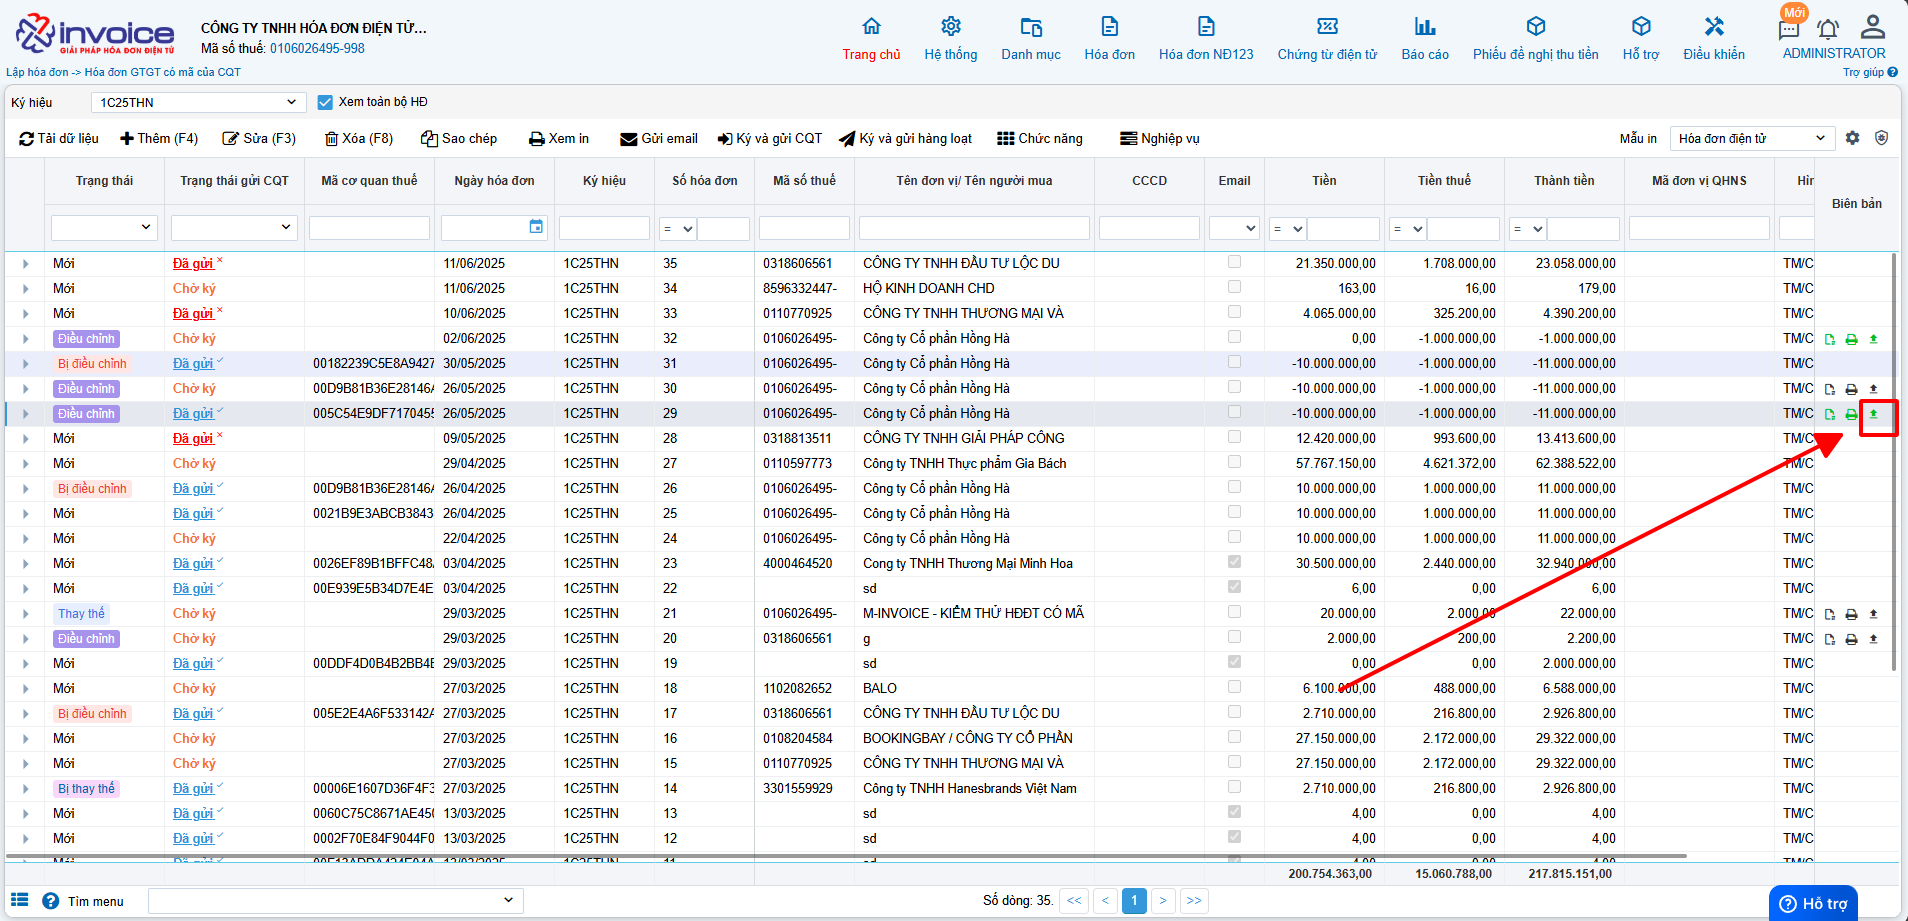 invoice
GIẢI PHÁP HÓA ĐƠN ĐIỆN TỬ
CÔNG TY TNHH HÓA ĐƠN ĐIỆN TỬ...
Mã số thuế: 0106026495-998
Trang chủ Hệ thống Danh mục Hóa đơn Hóa đơn NĐ123 Chứng từ điện tử Báo cáo Phiếu đề nghị thu tiền Hỗ trợ Điều khiển
Mới
ADMINISTRATOR
Lập hóa đơn -> Hóa đơn GTGT có mã của CQT
Trợ giúp
Ký hiệu 1C25THN Xem toàn bộ HĐ
Tải dữ liệu Thêm (F4) Sửa (F3) Xóa (F8) Sao chép Xem in Gửi email Ký và gửi CQT Ký và gửi hàng loạt Chức năng Nghiệp vụ Mẫu in Hóa đơn điện tử
Trạng thái Trạng thái gửi CQT Mã cơ quan thuế Ngày hóa đơn Ký hiệu Số hóa đơn Mã số thuế Tên đơn vị/ Tên người mua CCCD Email Tiền Tiền thuế Thành tiền Mã đơn vị QHNS Biên bản
= = = =
Mới Đã gửi × 11/06/2025 1C25THN 35 0318606561 CÔNG TY TNHH ĐẦU TƯ LỘC DU 21.350.000,00 1.708.000,00 23.058.000,00 TM/C
Mới Chờ ký 11/06/2025 1C25THN 34 8596332447- HỘ KINH DOANH CHD 163,00 16,00 179,00 TM/C
Mới Đã gửi × 10/06/2025 1C25THN 33 0110770925 CÔNG TY TNHH THƯƠNG MẠI VÀ 4.065.000,00 325.200,00 4.390.200,00 TM/C
Điều chỉnh Chờ ký 02/06/2025 1C25THN 32 0106026495- Công ty Cổ phần Hồng Hà 0,00 -1.000.000,00 -1.000.000,00 TM/C
Bị điều chỉnh Đã gửi 00182239C5E8A9427 30/05/2025 1C25THN 31 0106026495- Công ty Cổ phần Hồng Hà -10.000.000,00 -1.000.000,00 -11.000.000,00 TM/C
Điều chỉnh Chờ ký 00D9B81B36E28146A 26/05/2025 1C25THN 30 0106026495- Công ty Cổ phần Hồng Hà -10.000.000,00 -1.000.000,00 -11.000.000,00 TM/C
Điều chỉnh Đã gửi 005C54E9DF7170455 26/05/2025 1C25THN 29 0106026495- Công ty Cổ phần Hồng Hà -10.000.000,00 -1.000.000,00 -11.000.000,00 TM/C
Mới Đã gửi × 09/05/2025 1C25THN 28 0318813511 CÔNG TY TNHH GIẢI PHÁP CÔNG 12.420.000,00 993.600,00 13.413.600,00 TM/C
Mới Chờ ký 29/04/2025 1C25THN 27 0110597773 Công ty TNHH Thực phẩm Gia Bách 57.767.150,00 4.621.372,00 62.388.522,00 TM/C
Bị điều chỉnh Đã gửi 00D9B81B36E28146A 26/04/2025 1C25THN 26 0106026495- Công ty Cổ phần Hồng Hà 10.000.000,00 1.000.000,00 11.000.000,00 TM/C
Mới Đã gửi 0021B9E3ABCB3843 26/04/2025 1C25THN 25 0106026495- Công ty Cổ phần Hồng Hà 10.000.000,00 1.000.000,00 11.000.000,00 TM/C
Mới Chờ ký 22/04/2025 1C25THN 24 0106026495- Công ty Cổ phần Hồng Hà 10.000.000,00 1.000.000,00 11.000.000,00 TM/C
Mới Đã gửi 0026EF89B1BFFC48 03/04/2025 1C25THN 23 4000464520 Cong ty TNHH Thương Mại Minh Hoa 30.500.000,00 2.440.000,00 32.940.000,00 TM/C
Mới Đã gửi 00E939E5B34D7E4E 03/04/2025 1C25THN 22 sd 6,00 0,00 6,00 TM/C
Thay thế Chờ ký 29/03/2025 1C25THN 21 0106026495- M-INVOICE - KIỂM THỬ HĐĐT CÓ MÃ 20.000,00 2.000,00 22.000,00 TM/C
Điều chỉnh Chờ ký 29/03/2025 1C25THN 20 0318606561 g 2.000,00 200,00 2.200,00 TM/C
Mới Đã gửi 00DDF4D0B4B2BB4E 29/03/2025 1C25THN 19 sd 0,00 0,00 2.000.000,00 TM/C
Mới Chờ ký 27/03/2025 1C25THN 18 1102082652 BALO 6.100.000,00 488.000,00 6.588.000,00 TM/C
Bị điều chỉnh Đã gửi 005E2E4A6F533142A 27/03/2025 1C25THN 17 0318606561 CÔNG TY TNHH ĐẦU TƯ LỘC DU 2.710.000,00 216.800,00 2.926.800,00 TM/C
Mới Chờ ký 27/03/2025 1C25THN 16 0108204584 BOOKINGBAY / CÔNG TY CỔ PHẦN 27.150.000,00 2.172.000,00 29.322.000,00 TM/C
Mới Chờ ký 27/03/2025 1C25THN 15 0110770925 CÔNG TY TNHH THƯƠNG MẠI VÀ 27.150.000,00 2.172.000,00 29.322.000,00 TM/C
Bị thay thế Đã gửi 00006E1607D36F4F3 27/03/2025 1C25THN 14 3301559929 Công ty TNHH Hanesbrands Việt Nam 2.710.000,00 216.800,00 2.926.800,00 TM/C
Mới Đã gửi 0060C75C8671AE450 13/03/2025 1C25THN 13 sd 4,00 0,00 4,00 TM/C
Mới Đã gửi 0002F70E84F9044F0 13/03/2025 1C25THN 12 sd 4,00 0,00 4,00 TM/C
200.754.363,00 15.060.788,00 217.815.151,00
Tìm menu Số dòng: 35. << < 1 > >>
Hỗ trợ